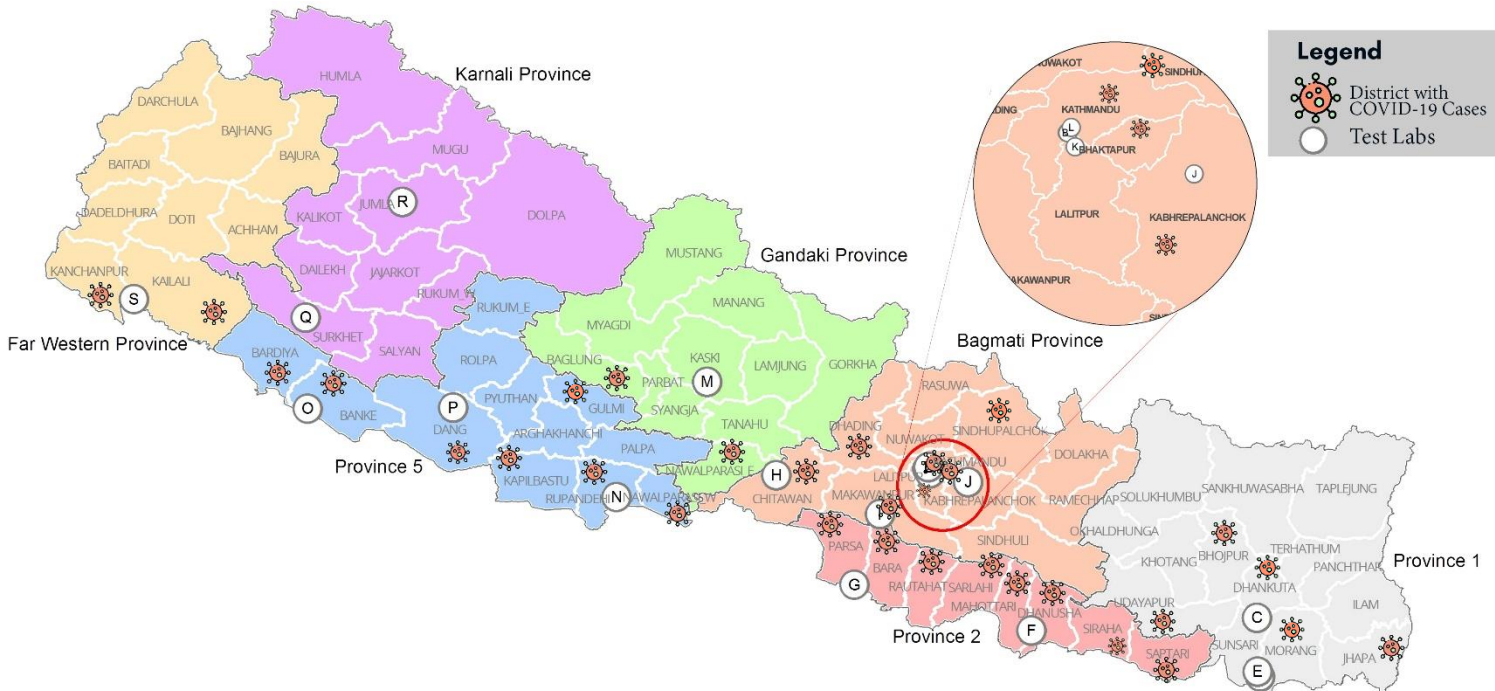 Legend
District with
COVID-19 Cases
Test Labs
Karnali Province
Gandaki Province
Bagmati Province
Far Western Province
Province 5
Province 2
Province 1
HUMLA
DARCHULA
BAJHANG
BAJURA
BAITADI
MUGU
DADELDHURA
DOTI
ACHHAM
KALIKOT
JUMLA
R
DOLPA
KANCHANPUR
KAILALI
S
DAILEKH
JAJARKOT
RUKUM_W
RUKUM_E
Q
SURKHET
SALYAN
MUSTANG
MANANG
MYAGDI
BAGLUNG
KASKI
LAMJUNG
GORKHA
PARBAT
M
SYANGJA
TANAHU
NAWALPARASI_E
BARDIYA
O
BANKE
ROLPA
P
DANG
PYUTHAN
GULMI
ARGHAKHANCHI
PALPA
KAPILBASTU
RUPANDEHI
N
RASUWA
DHADING
NUWAKOT
SINDHUPALCHOK
DOLAKHA
H
CHITAWAN
LALITPUR
J
MAKAWANPUR
KABHREPALANCHOK
RAMECHHAP
SINDHULI
PARSA
G
BARA
RAUTAHAT
SARLAHI
MAHOTTARI
DHANUSHA
F
SIRAHA
SAPTARI
SOLUKHUMBU
SANKHUWASABHA
TAPLEJUNG
OKHALDHUNGA
KHOTANG
BHOJPUR
TERHATHUM
PANCHTHAR
DHANKUTA
UDAYAPUR
ILAM
C
SUNSARI
MORANG
JHAPA
E
KATHMANDU
L
K
BHAKTAPUR
J
LALITPUR
KABHREPALANCHOK